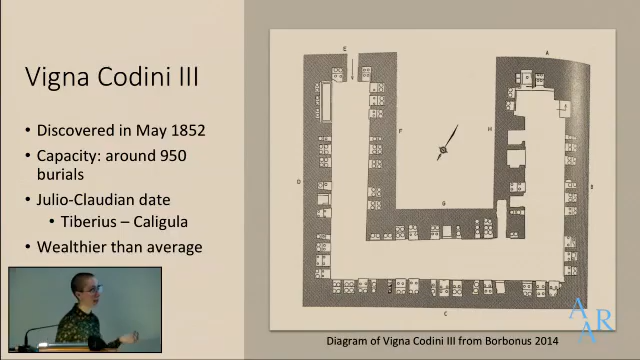 Vigna Codini III
• Discovered in May 1852
• Capacity: around 950
burials
• Julio-Claudian date
• Tiberius – Caligula
• Wealthier than average
E
A
F
H
D
B
G
C
AAR
Diagram of Vigna Codini III from Borbonus 2014